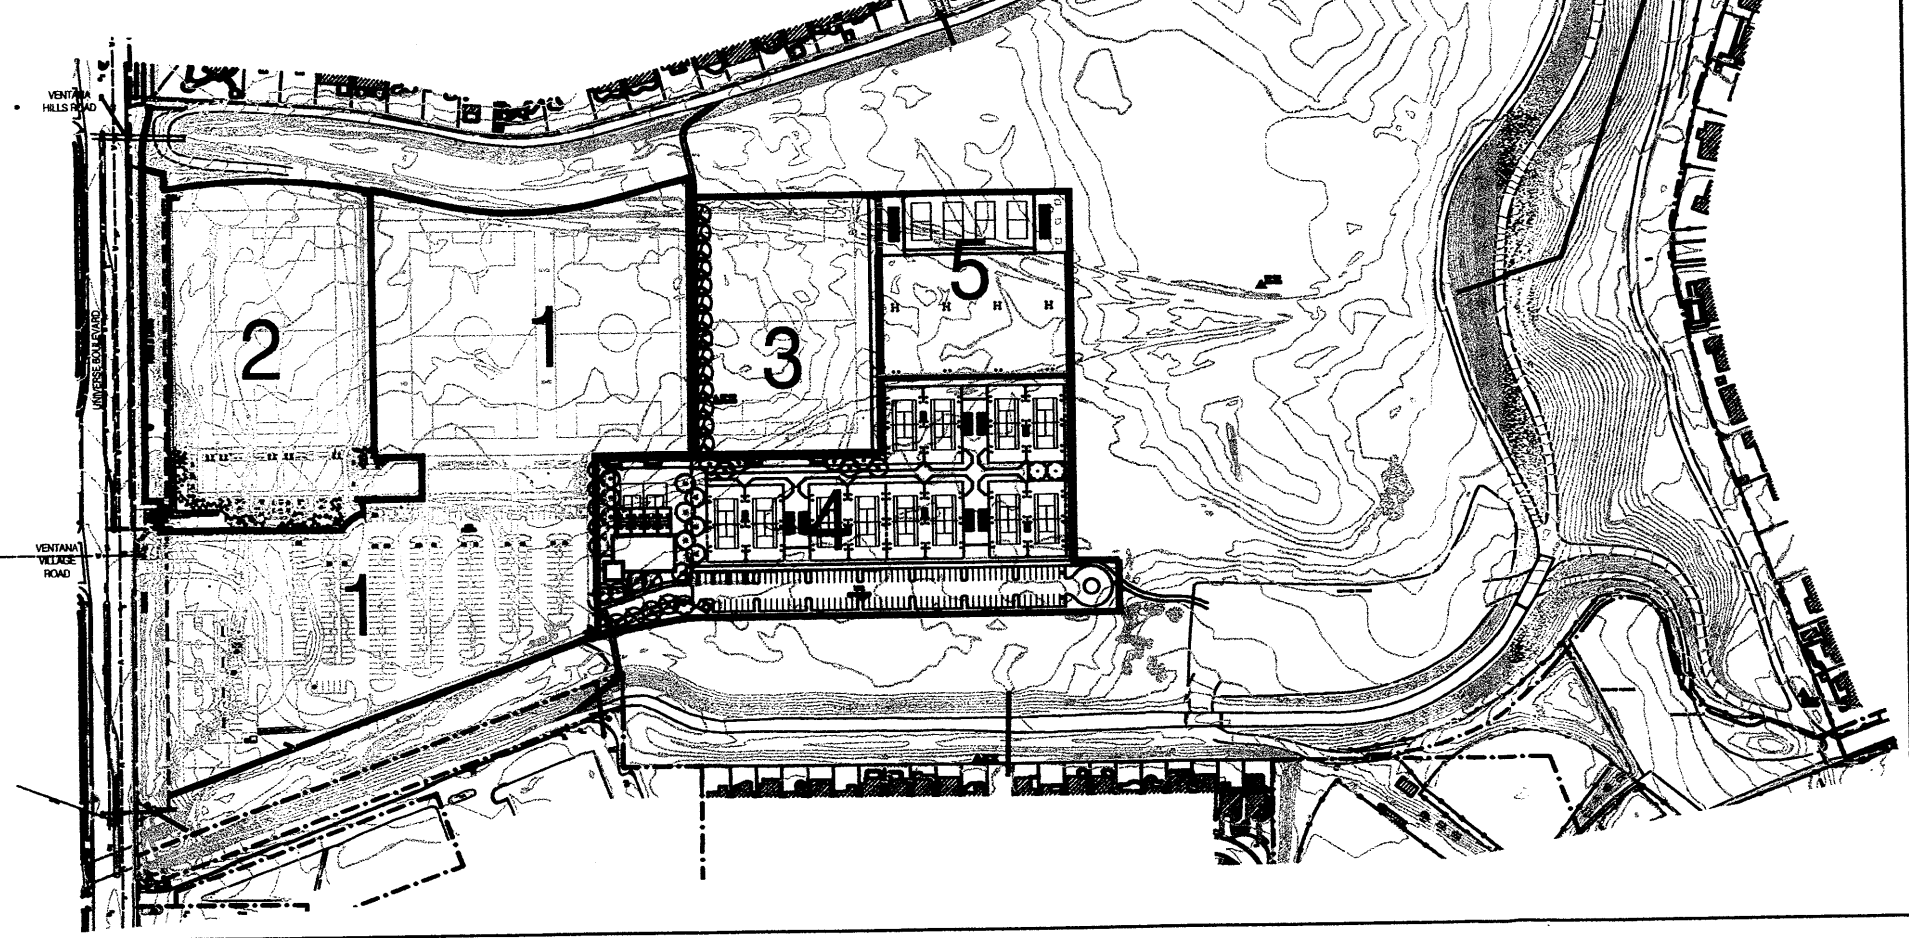 VENTANA
HILLS ROAD
2
1
3
5
H H H H
UNIVERSE BOULEVARD
4
VENTANA
VILLAGE
ROAD
1